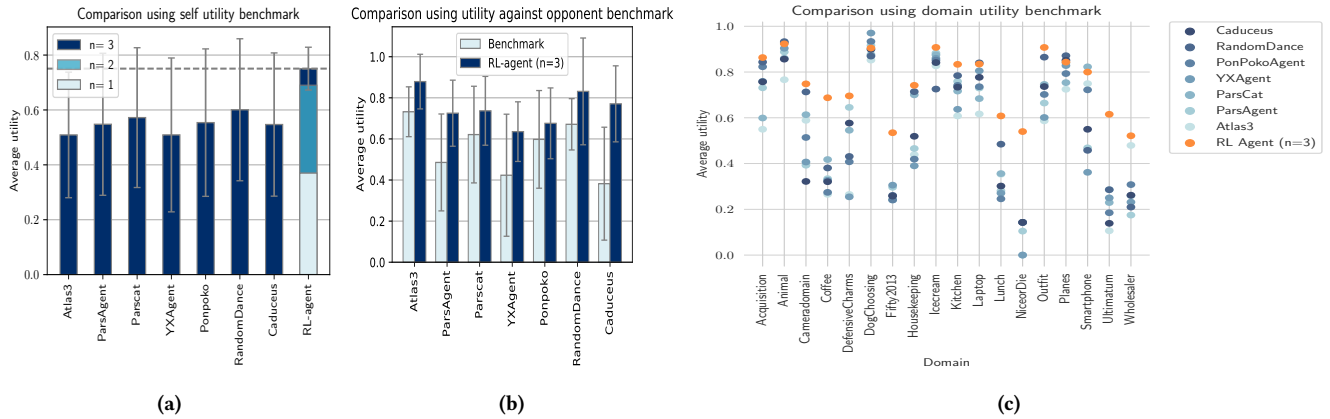 Comparison using self utility benchmark
n= 3
n= 2
n= 1
Average utility
0.8
0.6
0.4
0.2
0.0
Atlas3
ParsAgent
Parscat
YXAgent
Ponpoko
RandomDance
Caduceus
RL-agent
(a)
Comparison using utility against opponent benchmark
Benchmark
RL-agent (n=3)
Average utility
1.0
0.8
0.6
0.4
0.2
0.0
Atlas3
ParsAgent
Parscat
YXAgent
Ponpoko
RandomDance
Caduceus
(b)
Comparison using domain utility benchmark
Average utility
1.0
0.8
0.6
0.4
0.2
0.0
Acquisition
Animal
Cameradomain
Coffee
DefensiveCharms
DogChoosing
Fifty2013
Housekeeping
Icecream
Kitchen
Laptop
Lunch
NiceorDie
Outfit
Planes
Smartphone
Ultimatum
Wholesaler
Domain
Caduceus
RandomDance
PonPokoAgent
YXAgent
ParsCat
ParsAgent
Atlas3
RL Agent (n=3)
(c)